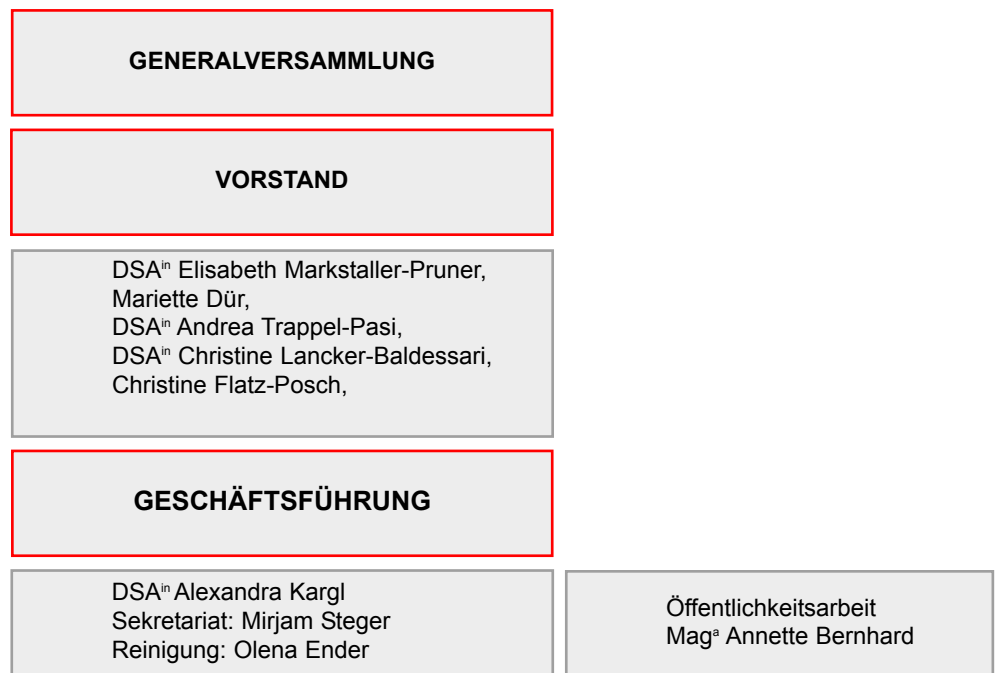 GENERALVERSAMMLUNG
VORSTAND
DSAⁱⁿ Elisabeth Markstaller-Pruner,
Mariette Dür,
DSAⁱⁿ Andrea Trappel-Pasi,
DSAⁱⁿ Christine Lancker-Baldessari,
Christine Flatz-Posch,
GESCHÄFTSFÜHRUNG
DSAⁱⁿ Alexandra Kargl
Sekretariat: Mirjam Steger
Reinigung: Olena Ender
Öffentlichkeitsarbeit
Magᵃ Annette Bernhard